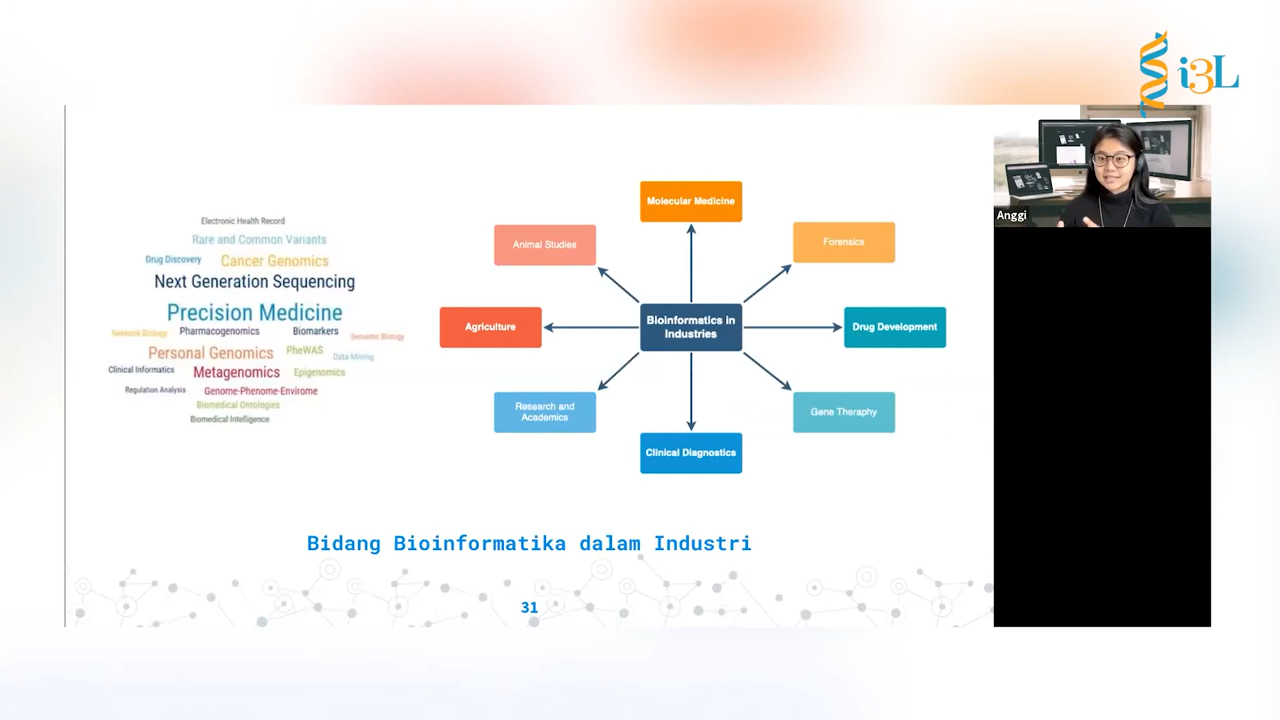 i3L
Anggi
Electronic Health Record
Rare and Common Variants
Drug Discovery
Cancer Genomics
Next Generation Sequencing
Precision Medicine
Network Biology
Pharmacogenomics
Biomarkers
Semantic Biology
Personal Genomics
PheWAS
Data Mining
Clinical Informatics
Metagenomics
Epigenomics
Regulation Analysis
Genome-Phenome-Envirome
Biomedical Ontologies
Biomedical Intelligence
Molecular Medicine
Animal Studies
Forensics
Agriculture
Bioinformatics in
Industries
Drug Development
Research and
Academics
Gene Theraphy
Clinical Diagnostics
Bidang Bioinformatika dalam Industri
31